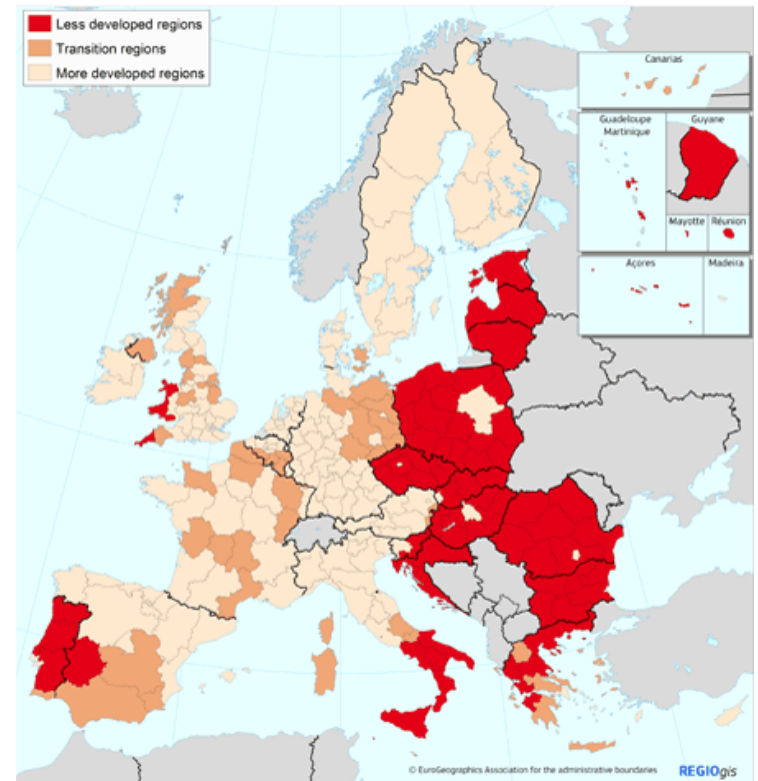 Less developed regions
Transition regions
More developed regions
Canarias
Guadeloupe
Martinique
Guyane
Mayotte
Réunion
Açores
Madeira
© EuroGeographics Association for the administrative boundaries
REGIOgis